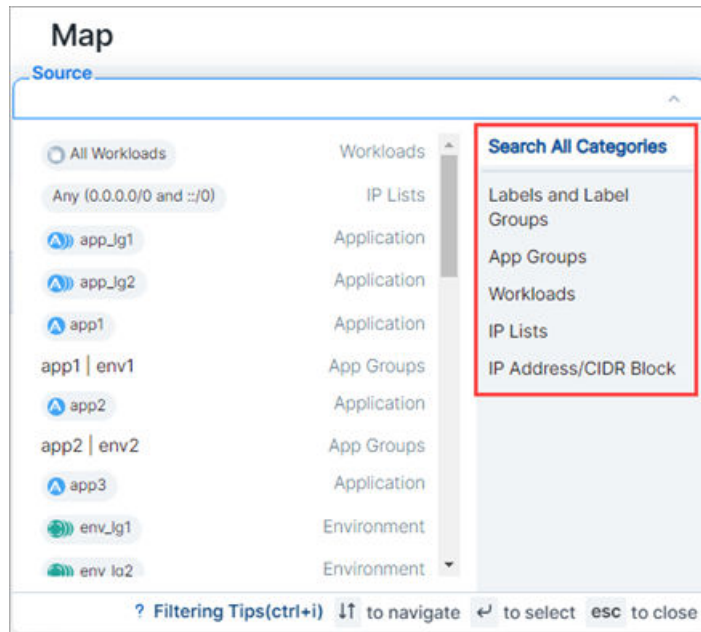 Map
Source
All Workloads Workloads
Any (0.0.0.0/0 and ::/0) IP Lists
app_lg1 Application
app_lg2 Application
app1 Application
app1 | env1 App Groups
app2 Application
app2 | env2 App Groups
app3 Application
env_lg1 Environment
env_lg2 Environment
Search All Categories
Labels and Label
Groups
App Groups
Workloads
IP Lists
IP Address/CIDR Block
? Filtering Tips(ctrl+i) ↓↑ to navigate ↵ to select esc to close